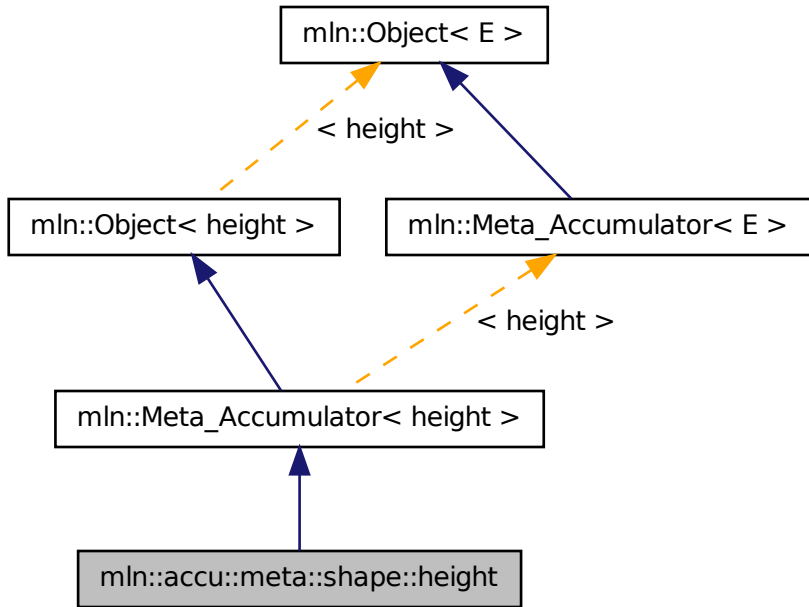 mln::Object< E >
< height >
mln::Object< height >
mln::Meta_Accumulator< E >
< height >
mln::Meta_Accumulator< height >
mln::accu::meta::shape::height